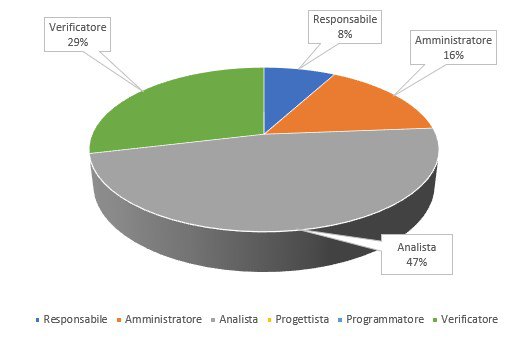 Verificatore
29%
Responsabile
8%
Amministratore
16%
Analista
47%
Responsabile Amministratore Analista Progettista Programmatore Verificatore